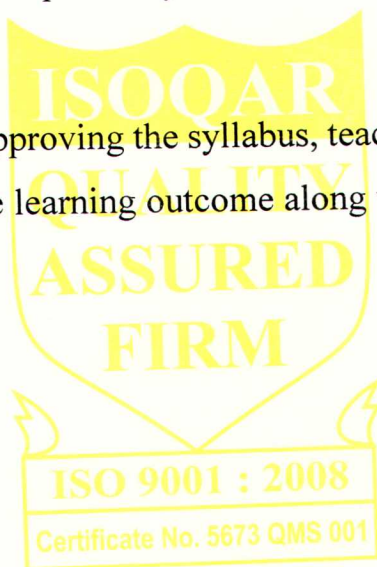 ISOQAR
pproving the syllabus, teac
QUALITY
e learning outcome along
ASSURED
FIRM
ISO 9001 : 2008
Certificate No. 5673 QMS 001